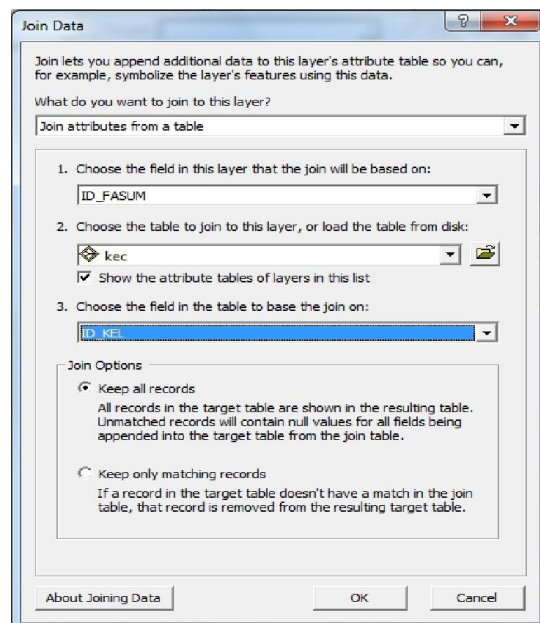 Join Data
Join lets you append additional data to this layer's attribute table so you can,
for example, symbolize the layer's features using this data.
What do you want to join to this layer?
Join attributes from a table
1. Choose the field in this layer that the join will be based on:
ID_FASUM
2. Choose the table to join to this layer, or load the table from disk:
kec
Show the attribute tables of layers in this list
3. Choose the field in the table to base the join on:
ID_KEL
Join Options
Keep all records
All records in the target table are shown in the resulting table.
Unmatched records will contain null values for all fields being
appended into the target table from the join table.
Keep only matching records
If a record in the target table doesn't have a match in the join
table, that record is removed from the resulting target table.
About Joining Data
OK
Cancel